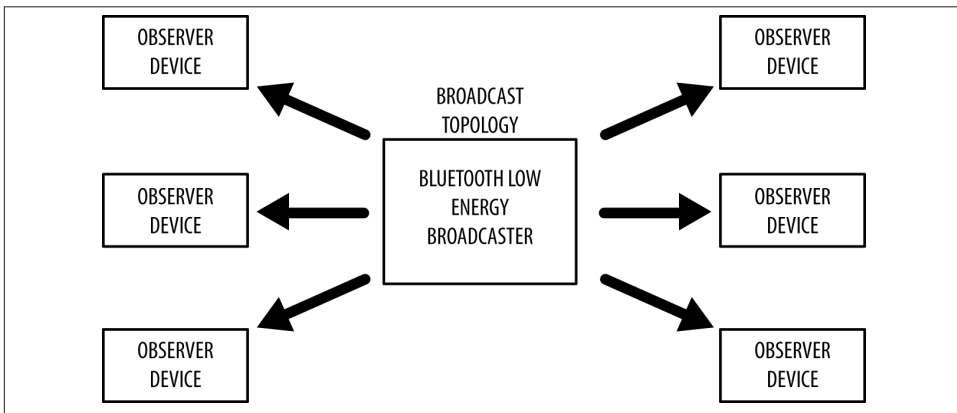 OBSERVER
DEVICE
OBSERVER
DEVICE
BROADCAST
TOPOLOGY
BLUETOOTH LOW
ENERGY
BROADCASTER
OBSERVER
DEVICE
OBSERVER
DEVICE
OBSERVER
DEVICE
OBSERVER
DEVICE